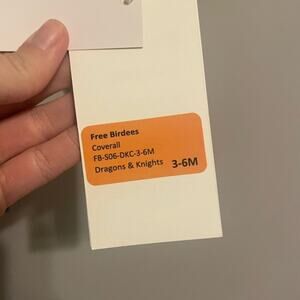 Free Birdees
Coverall
FB-S06-DKC-3-6M
Dragons & Knights 3-6M